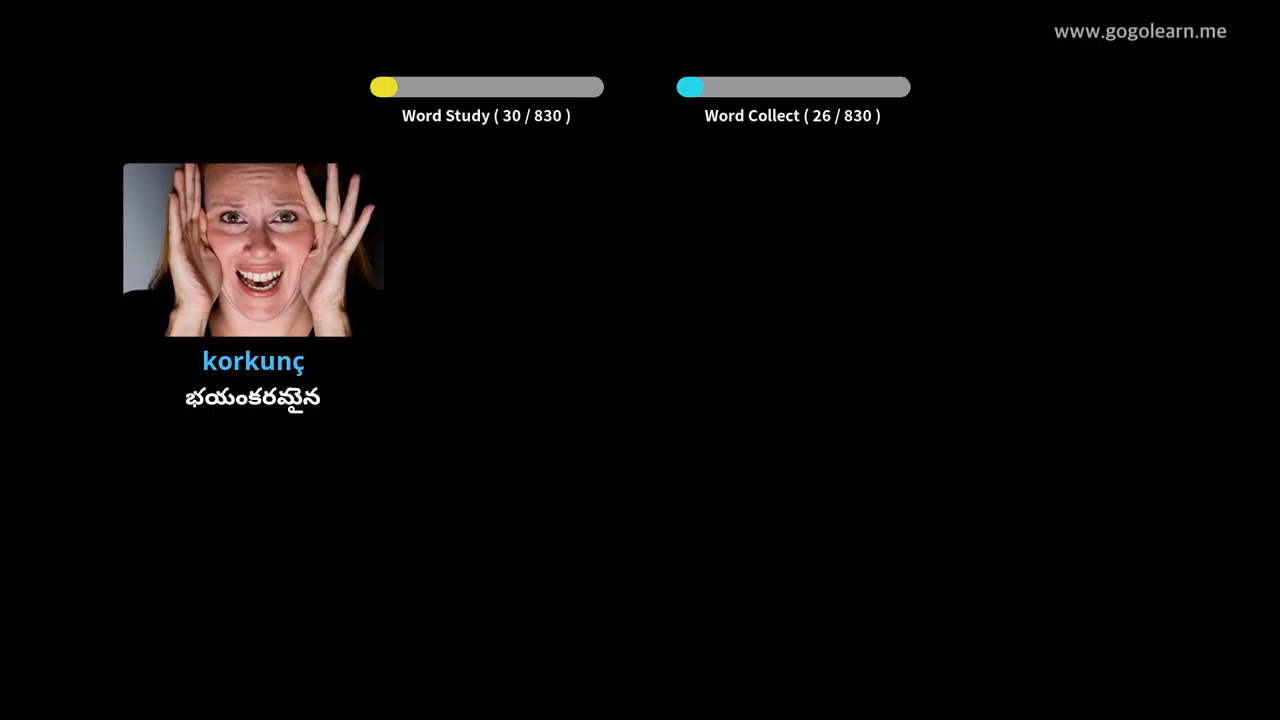 www.gogolearn.me
Word Study ( 30 / 830 )
Word Collect ( 26 / 830 )
korkunç
భయంకరమైన